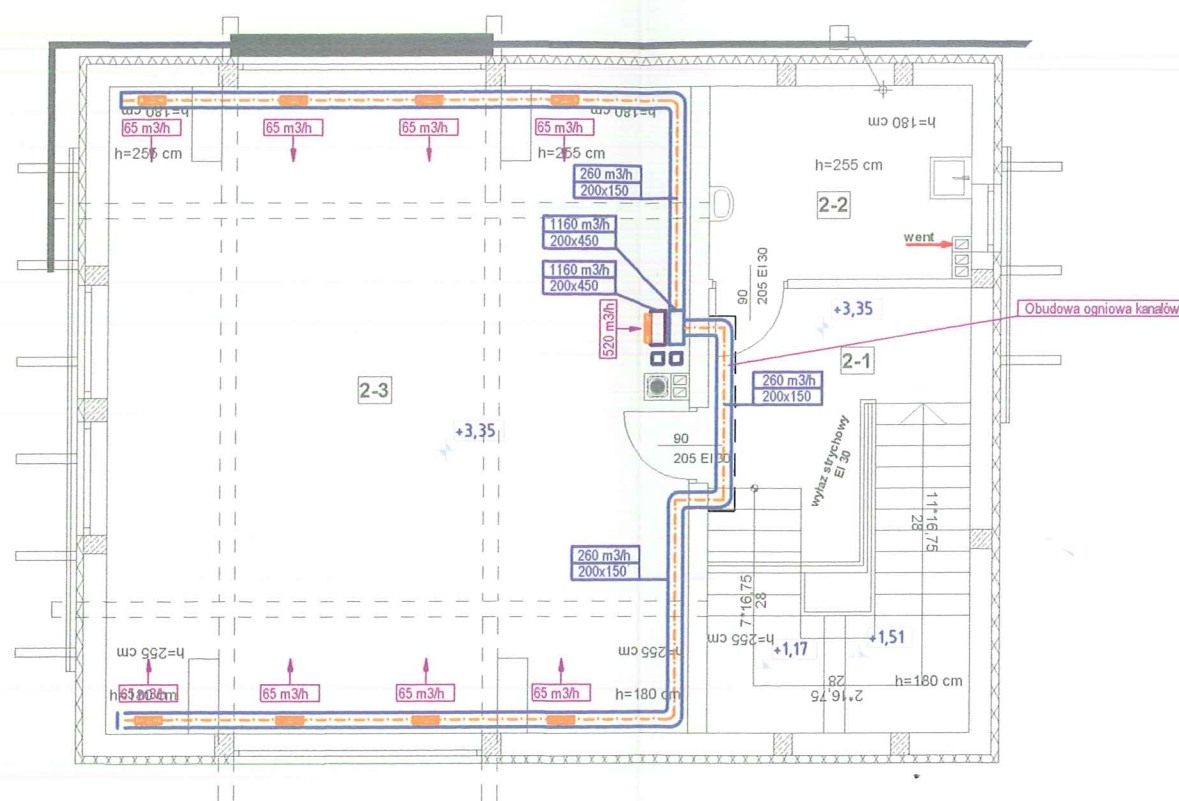 h=180 cm
h=180 cm
h=180 cm
65 m3/h
65 m3/h
65 m3/h
65 m3/h
h=255 cm
h=255 cm
h=255 cm
260 m3/h
200x150
2-2
1160 m3/h
200x450
went
1160 m3/h
200x450
90
205 EI 30
+3,35
Obudowa ogniowa kanałów
520 m3/h
2-1
2-3
260 m3/h
200x150
+3,35
90
205 EI 30
wyłaz strychowy
EI 30
11*16,75
28
260 m3/h
200x150
7*16,75
28
h=255 cm
h=255 cm
h=255 cm
+1,17
+1,51
65 m3/h
h=180 cm
65 m3/h
65 m3/h
65 m3/h
h=180 cm
28
2*16,75
h=180 cm